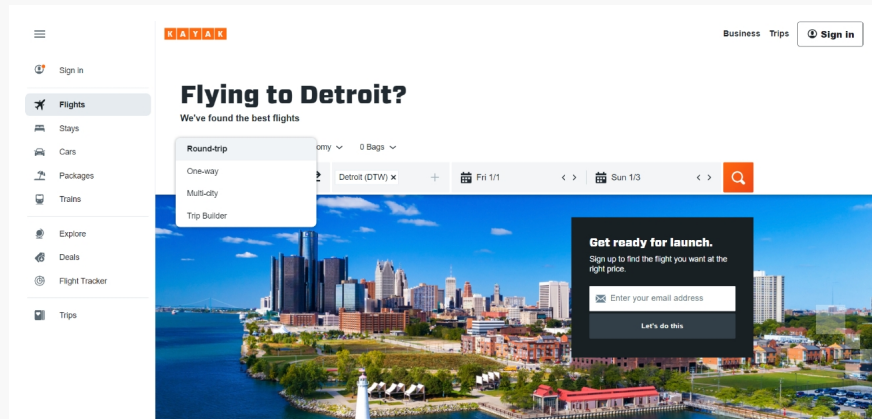 KAYAK
Business Trips Sign in
Sign in
Flights
Stays
Cars
Packages
Trains
Explore
Deals
Flight Tracker
Trips
Flying to Detroit?
We've found the best flights
Round-trip
One-way
Multi-city
Trip Builder
0 Bags
Detroit (DTW)
Fri 1/1
Sun 1/3
Get ready for launch.
Sign up to find the flight you want at the
right price.
Enter your email address
Let's do this